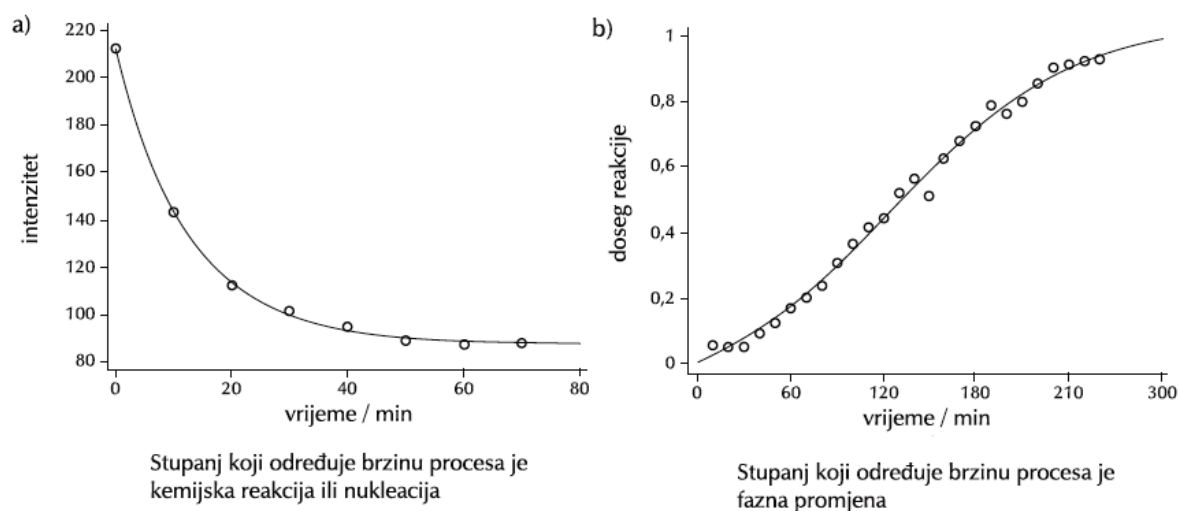 a)
220
200
180
160
140
120
100
80
intenzitet
0
20
40
60
80
vrijeme / min
Stupanj koji određuje brzinu procesa je
kemijska reakcija ili nukleacija
b)
1
0,8
0,6
0,4
0,2
0
doseg reakcije
0
60
120
180
210
300
vrijeme / min
Stupanj koji određuje brzinu procesa je
fazna promjena